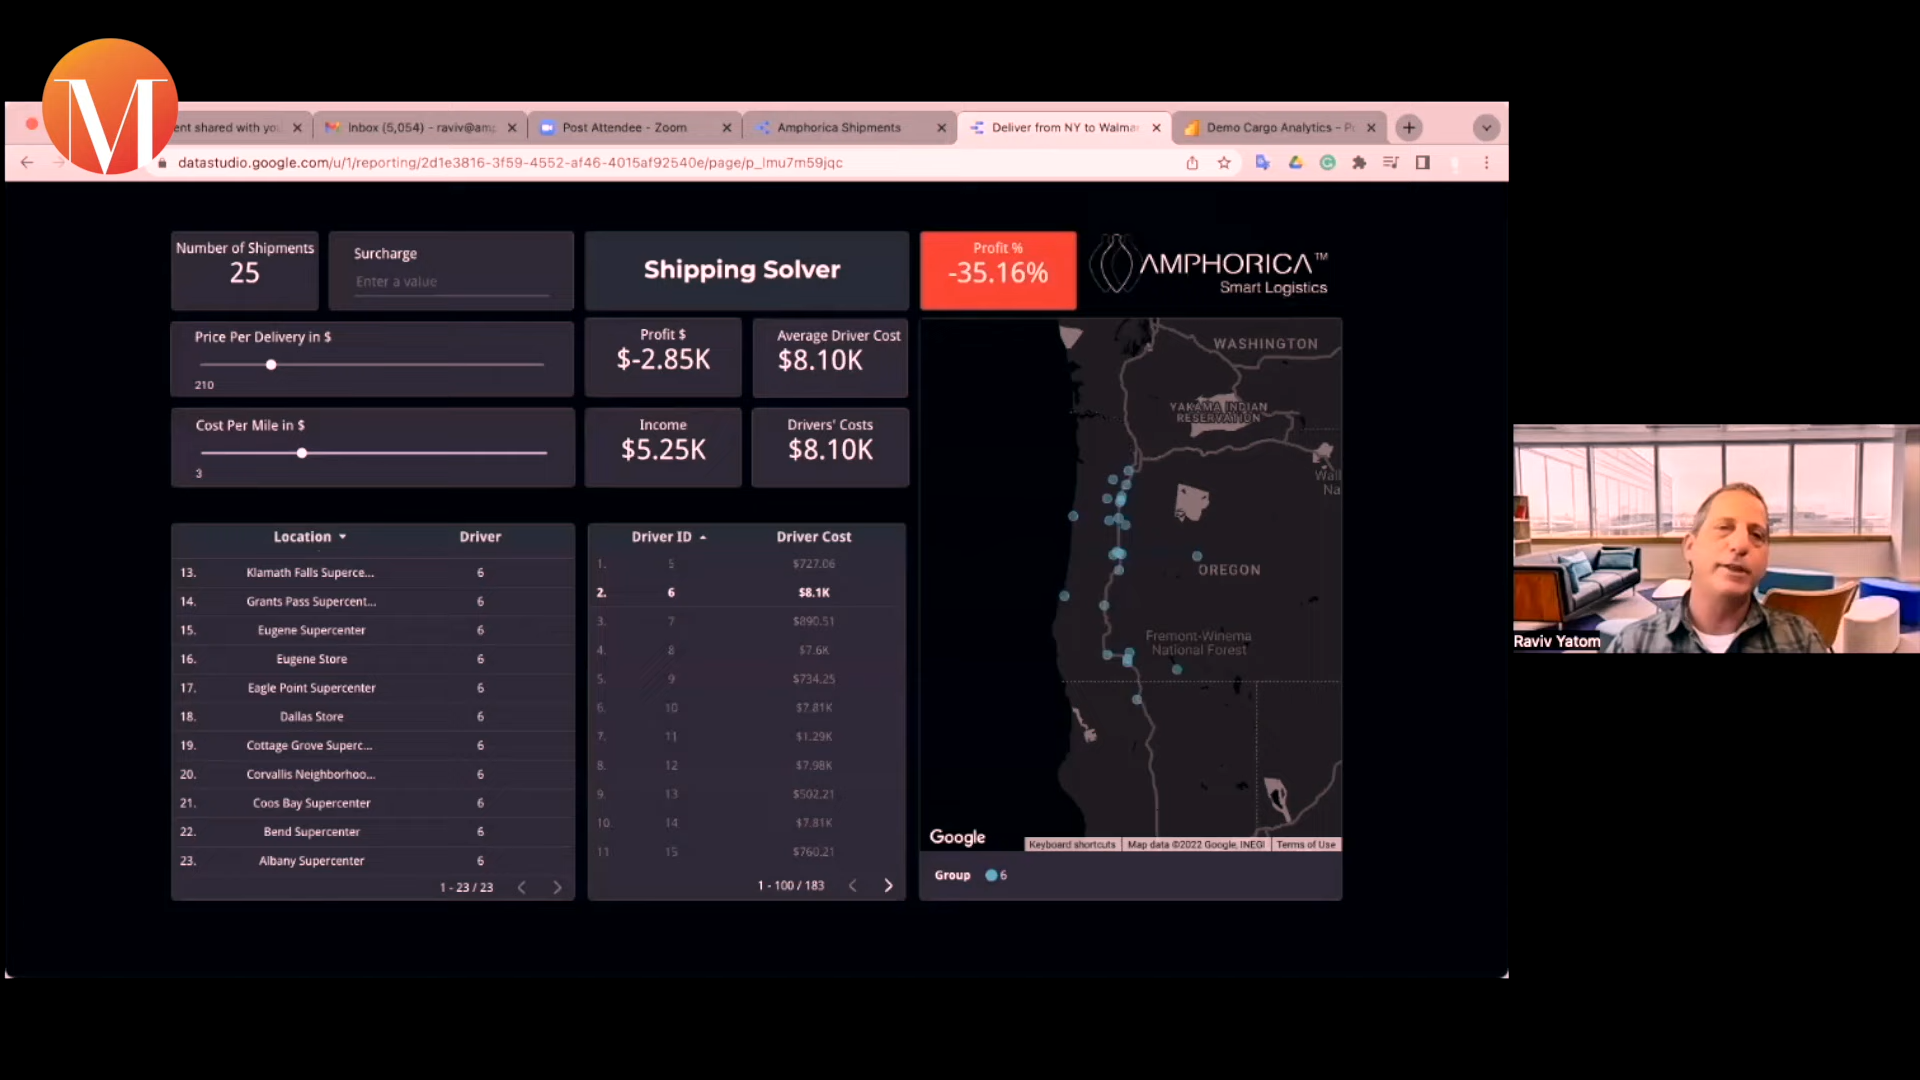 M
ent shared with yo
Inbox (5,054) - raviv@am
Post Attendee - Zoom
Amphorica Shipments
Deliver from NY to Walma
Demo Cargo Analytics - P
datastudio.google.com/u/1/reporting/2d1e3816-3f59-4552-af46-4015af92540e/page/p_lmu7m59jqc
Number of Shipments
25
Surcharge
Enter a value
Shipping Solver
Profit %
-35.16%
AMPHORICA™
Smart Logistics
Price Per Delivery in $
210
Profit $
$-2.85K
Average Driver Cost
$8.10K
Cost Per Mile in $
3
Income
$5.25K
Drivers' Costs
$8.10K
Location Driver
13. Klamath Falls Superce... 6
14. Grants Pass Supercent... 6
15. Eugene Supercenter 6
16. Eugene Store 6
17. Eagle Point Supercenter 6
18. Dallas Store 6
19. Cottage Grove Superc... 6
20. Corvallis Neighborhoo... 6
21. Coos Bay Supercenter 6
22. Bend Supercenter 6
23. Albany Supercenter 6
1 - 23 / 23
Driver ID Driver Cost
1. 5 $727.06
2. 6 $8.1K
3. 7 $890.51
4. 8 $7.6K
5. 9 $734.25
6. 10 $7.81K
7. 11 $1.29K
8. 12 $7.98K
9. 13 $502.21
10. 14 $7.81K
11 15 $760.21
1 - 100 / 183
WASHINGTON
YAKAMA INDIAN
RESERVATION
Wall
Na
OREGON
Fremont-Winema
National Forest
Google
Keyboard shortcuts
Map data ©2022 Google, INEGI
Terms of Use
Group 6
Raviv Yatom